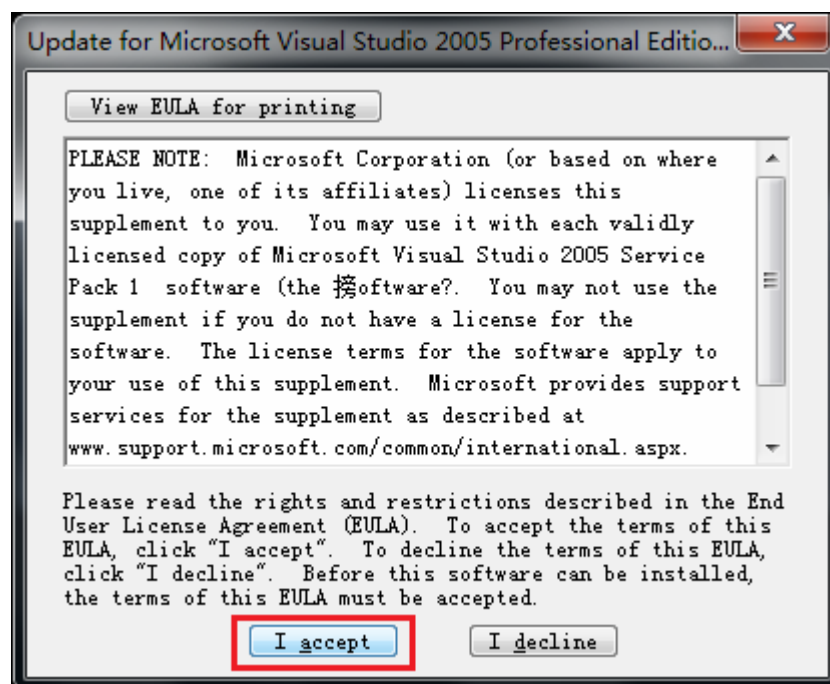 Update for Microsoft Visual Studio 2005 Professional Editio...
View EULA for printing
PLEASE NOTE:  Microsoft Corporation (or based on where
you live, one of its affiliates) licenses this
supplement to you.  You may use it with each validly
licensed copy of Microsoft Visual Studio 2005 Service
Pack 1  software (the 搒oftware?.  You may not use the
supplement if you do not have a license for the
software.  The license terms for the software apply to
your use of this supplement.  Microsoft provides support
services for the supplement as described at
www.support.microsoft.com/common/international.aspx.
Please read the rights and restrictions described in the End
User License Agreement (EULA).  To accept the terms of this
EULA, click "I accept".  To decline the terms of this EULA,
click "I decline".  Before this software can be installed,
the terms of this EULA must be accepted.
I accept
I decline